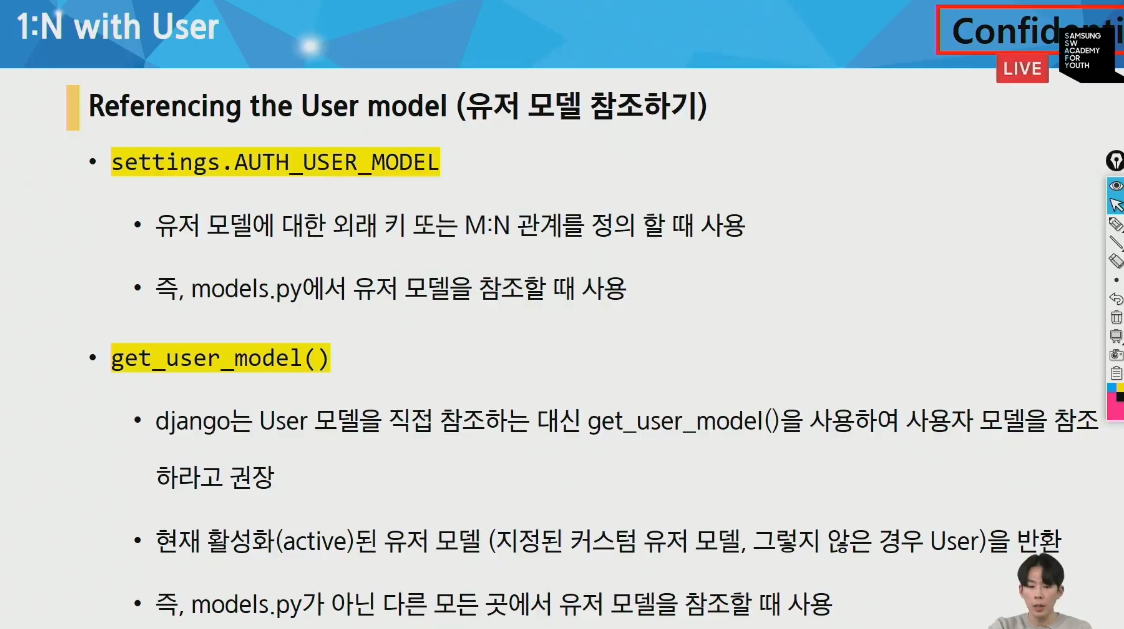 1:N with User
Confidenti
SAMSUNG
SW
ACADEMY
FOR
YOUTH
LIVE
Referencing the User model (유저 모델 참조하기)
• settings.AUTH_USER_MODEL
• 유저 모델에 대한 외래 키 또는 M:N 관계를 정의 할 때 사용
• 즉, models.py에서 유저 모델을 참조할 때 사용
• get_user_model()
• django는 User 모델을 직접 참조하는 대신 get_user_model()을 사용하여 사용자 모델을 참조
하라고 권장
• 현재 활성화(active)된 유저 모델 (지정된 커스텀 유저 모델, 그렇지 않은 경우 User)을 반환
• 즉, models.py가 아닌 다른 모든 곳에서 유저 모델을 참조할 때 사용